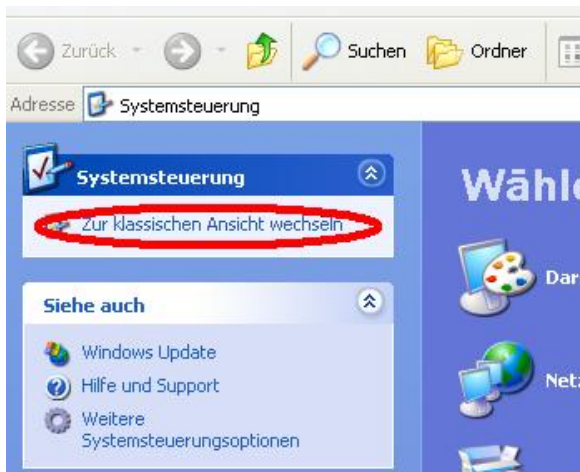 Zurück Suchen Ordner
Adresse Systemsteuerung
Systemsteuerung
Zur klassischen Ansicht wechseln
Siehe auch
Windows Update
Hilfe und Support
Weitere
Systemsteuerungsoptionen
Wähle
Dar
Netz